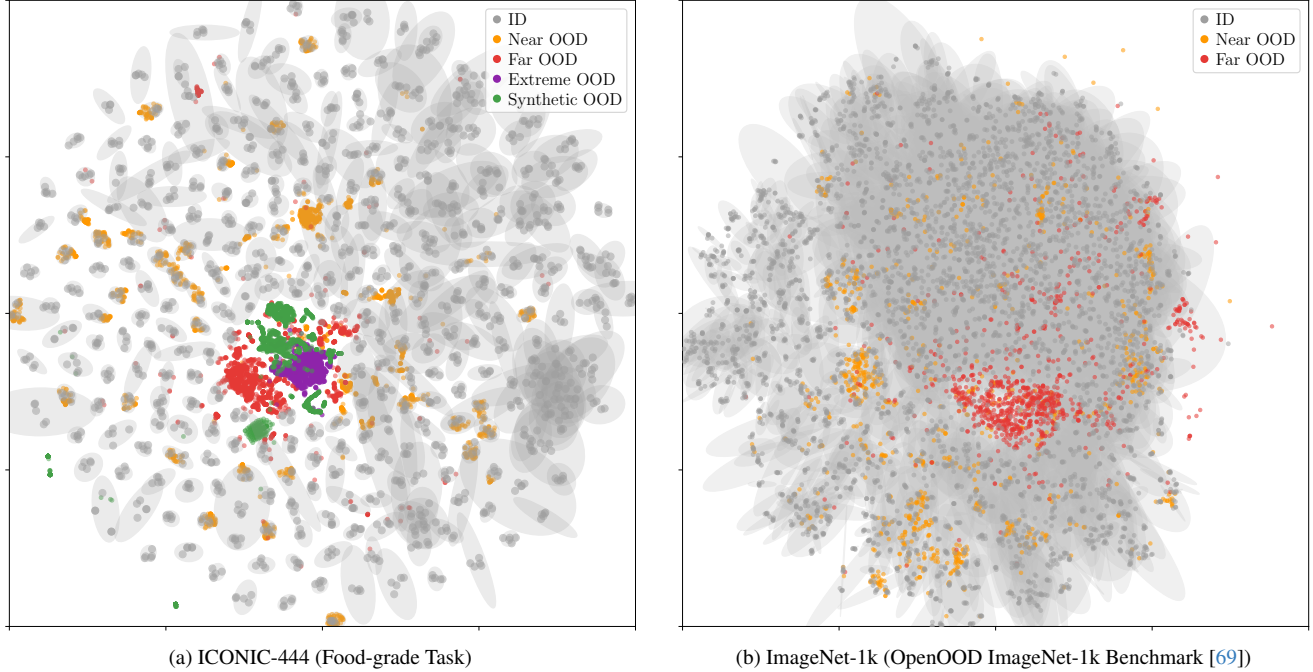 ID
Near OOD
Far OOD
Extreme OOD
Synthetic OOD
ID
Near OOD
Far OOD
(a) ICONIC-444 (Food-grade Task)
(b) ImageNet-1k (OpenOOD ImageNet-1k Benchmark [69])